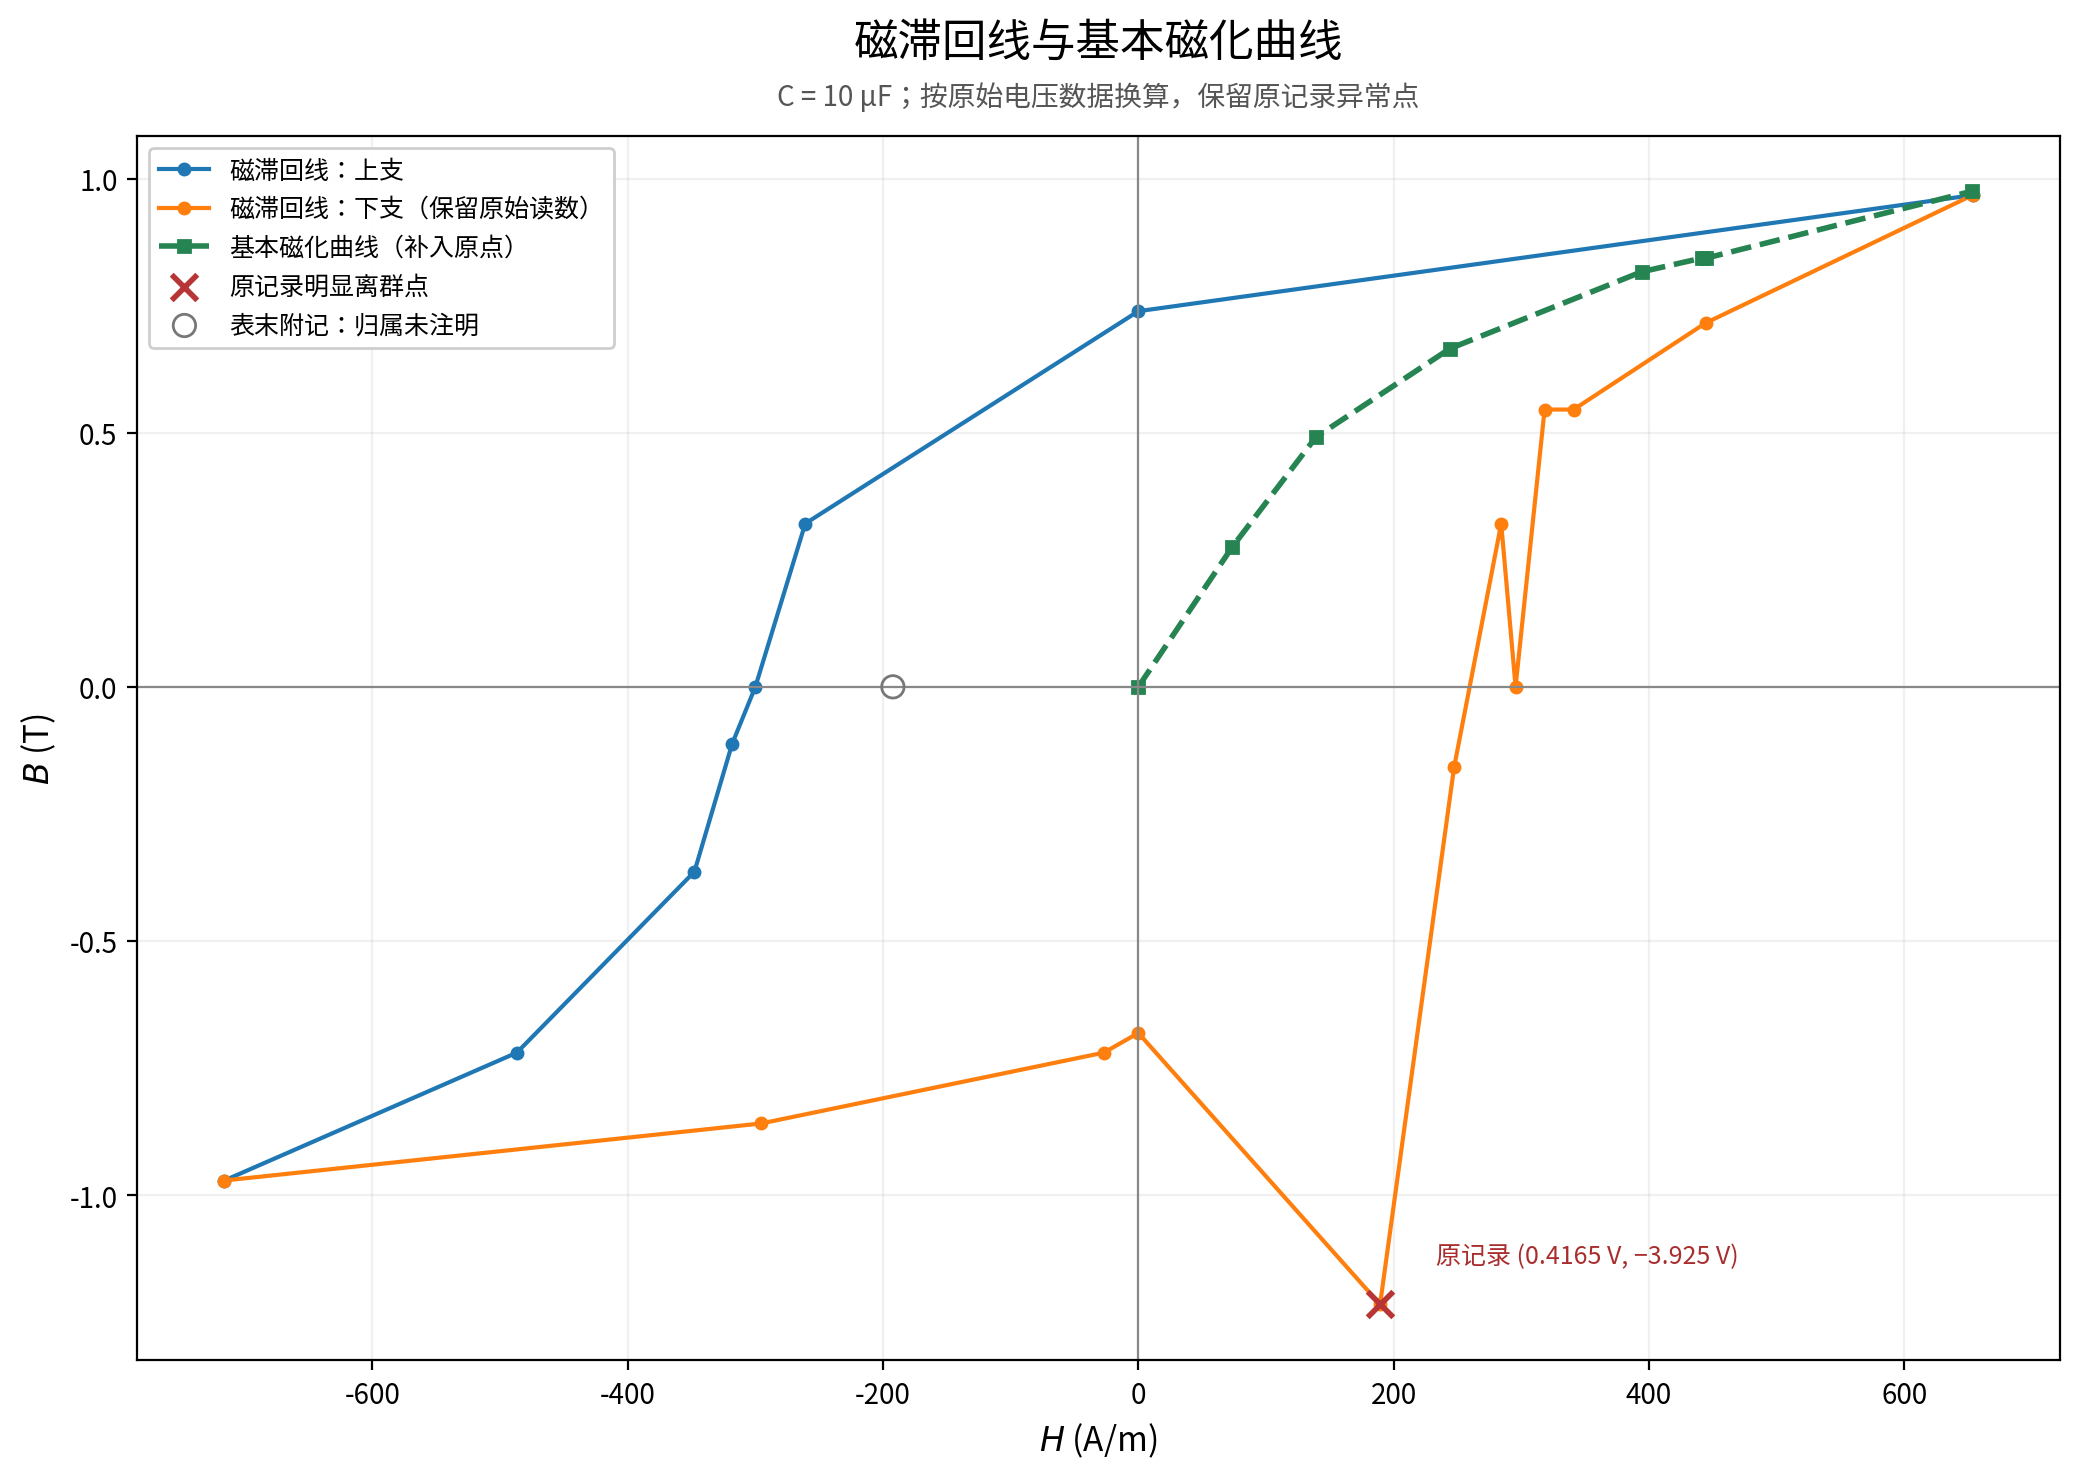 磁滞回线与基本磁化曲线
C = 10 μF；按原始电压数据换算，保留原记录异常点
磁滞回线：上支
磁滞回线：下支（保留原始读数）
基本磁化曲线（补入原点）
原记录明显离群点
表末附记：归属未注明
1.0
0.5
0.0
-0.5
-1.0
B (T)
原记录 (0.4165 V, −3.925 V)
-600
-400
-200
0
200
400
600
H (A/m)